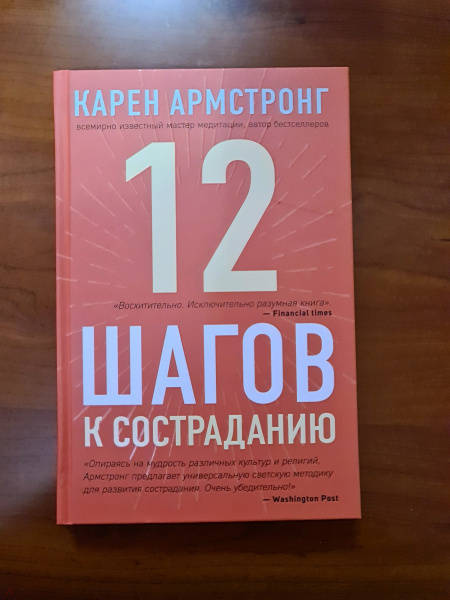 КАРЕН АРМСТРОНГ
всемирно известный мастер медитации, автор бестселлеров
12
«Восхитительно. Исключительно разумная книга».
— Financial times
ШАГОВ
К СОСТРАДАНИЮ
«Опираясь на мудрость различных культур и религий,
Армстронг предлагает универсальную светскую методику
для развития сострадания. Очень убедительно!»
— Washington Post